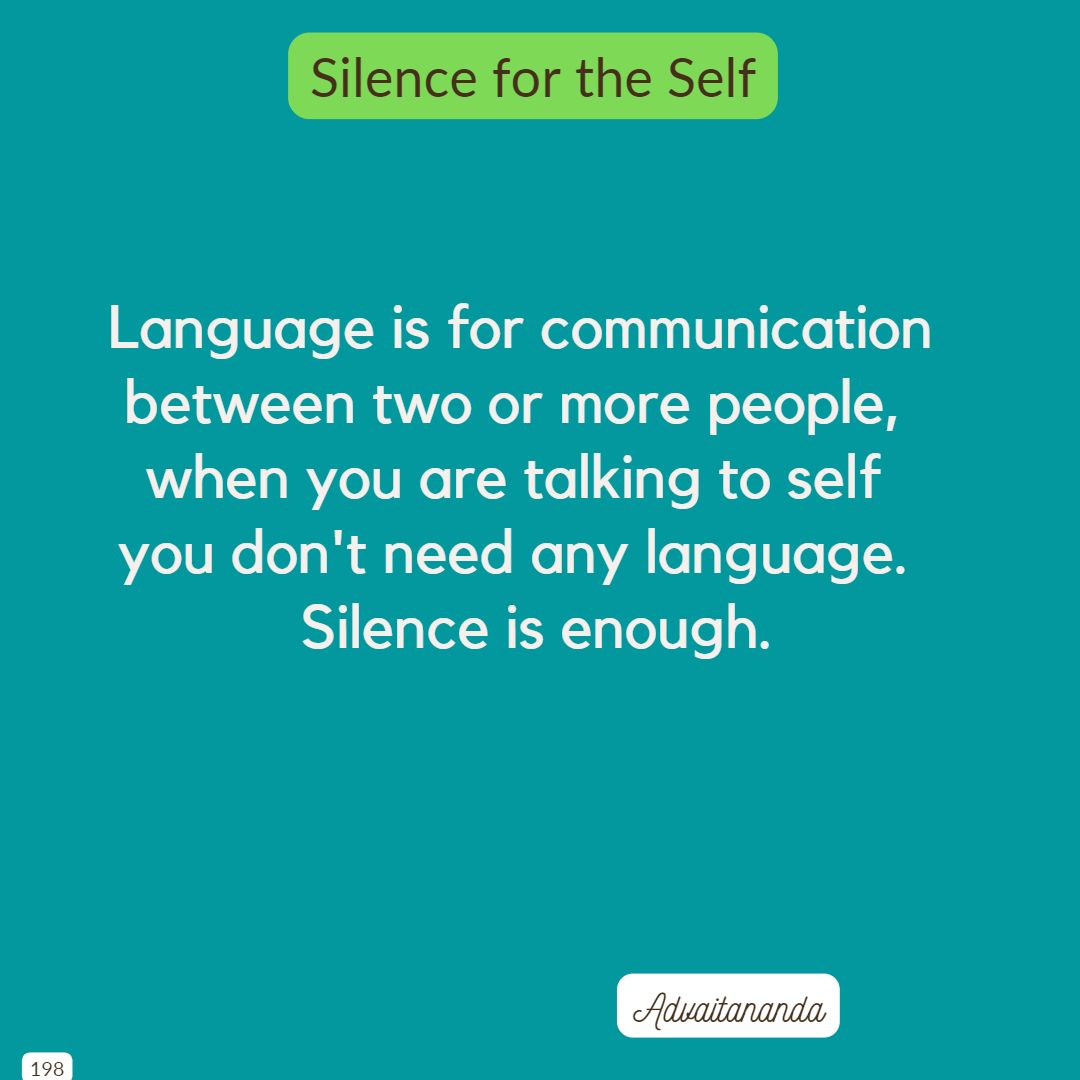 Silence for the Self
Language is for communication
between two or more people,
when you are talking to self
you don't need any language.
Silence is enough.
Advaitananda
198